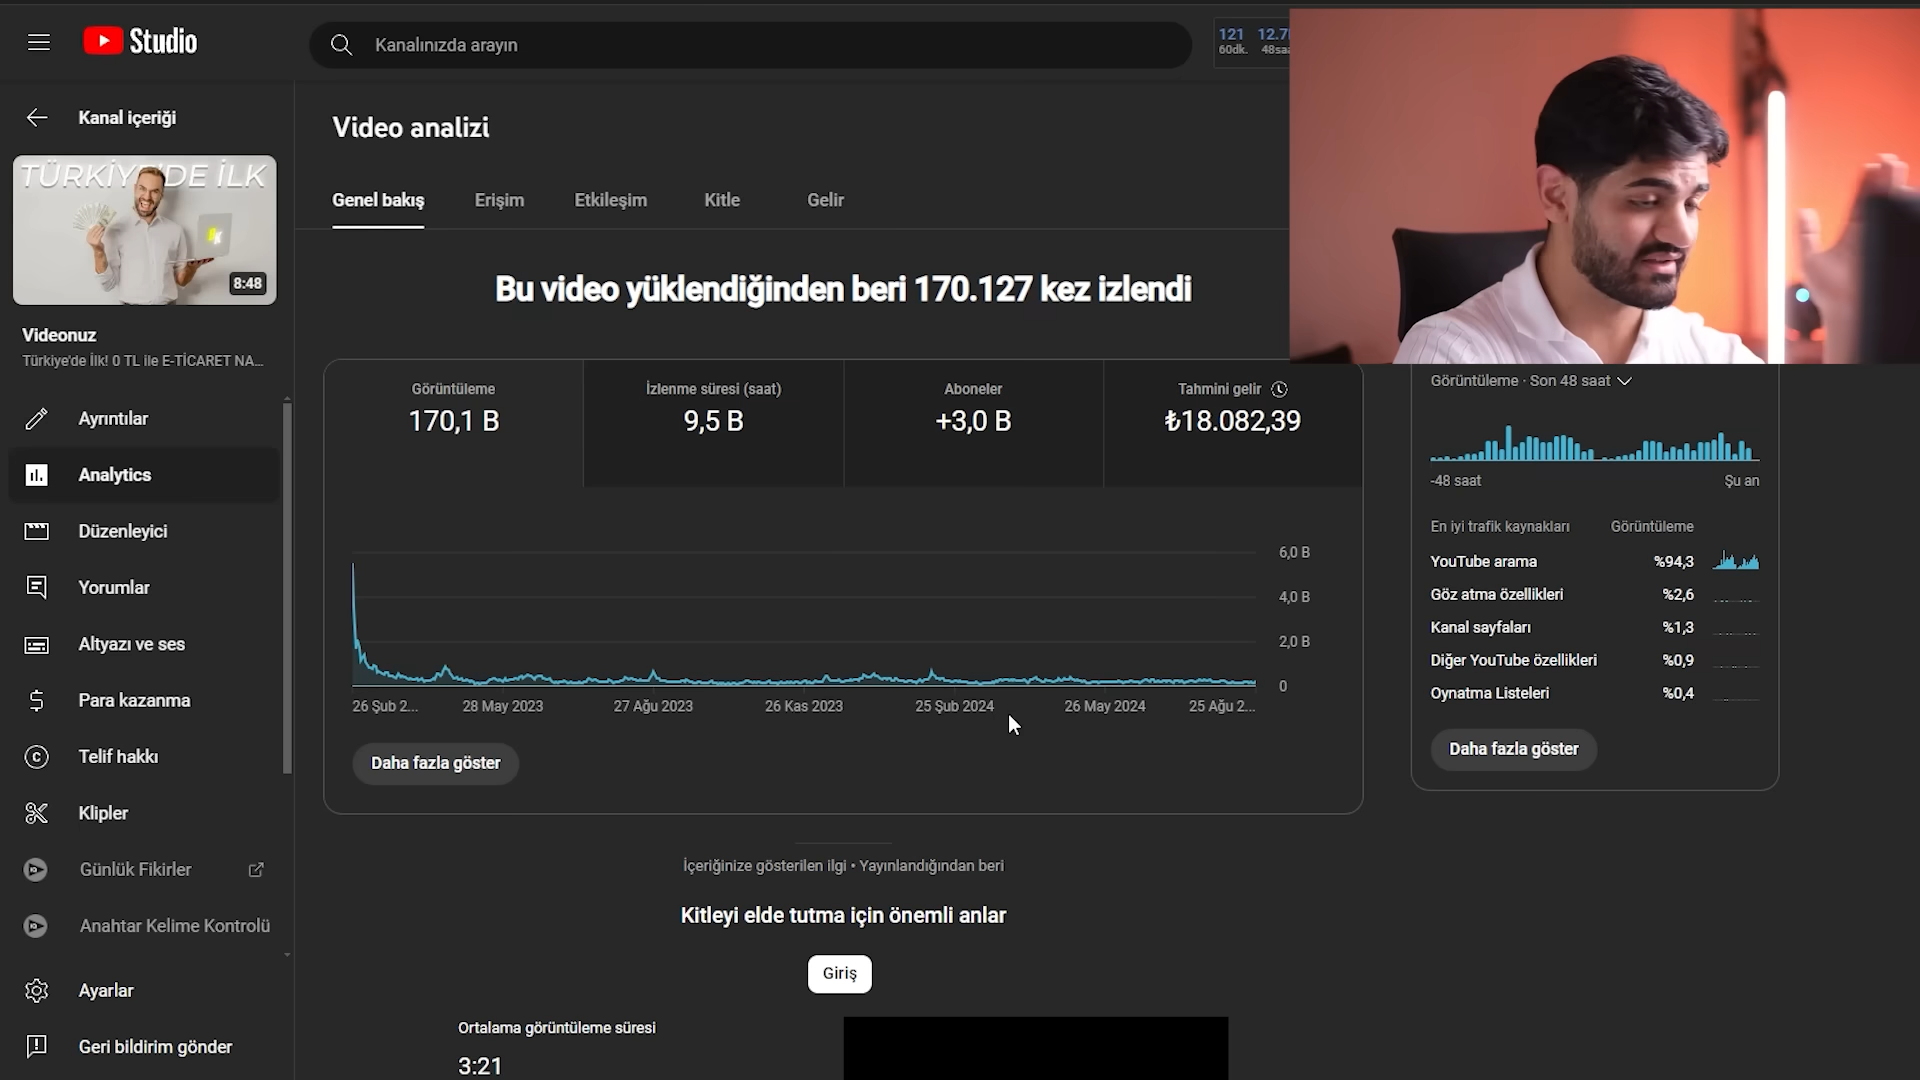 Studio
Kanalınızda arayın
121
60dk.
Kanal içeriği
TÜRKİYE'DE İLK
8:48
Videonuz
Türkiye'de İlk! 0 TL ile E-TİCARET NA...
Ayrıntılar
Analytics
Düzenleyici
Yorumlar
Altyazı ve ses
Para kazanma
Telif hakkı
Klipler
Günlük Fikirler
Anahtar Kelime Kontrolü
Ayarlar
Geri bildirim gönder
Video analizi
Genel bakış Erişim Etkileşim Kitle Gelir
Bu video yüklendiğinden beri 170.127 kez izlendi
Görüntüleme
170,1 B
İzlenme süresi (saat)
9,5 B
Aboneler
+3,0 B
Tahmini gelir
₺18.082,39
6,0 B
4,0 B
2,0 B
0
26 Şub 2... 28 May 2023 27 Ağu 2023 26 Kas 2023 25 Şub 2024 26 May 2024 25 Ağu 2...
Daha fazla göster
İçeriğinize gösterilen ilgi • Yayınlandığından beri
Kitleyi elde tutma için önemli anlar
Giriş
Ortalama görüntüleme süresi
3:21
Görüntüleme · Son 48 saat
-48 saat Şu an
En iyi trafik kaynakları Görüntüleme
YouTube arama %94,3
Göz atma özellikleri %2,6
Kanal sayfaları %1,3
Diğer YouTube özellikleri %0,9
Oynatma Listeleri %0,4
Daha fazla göster